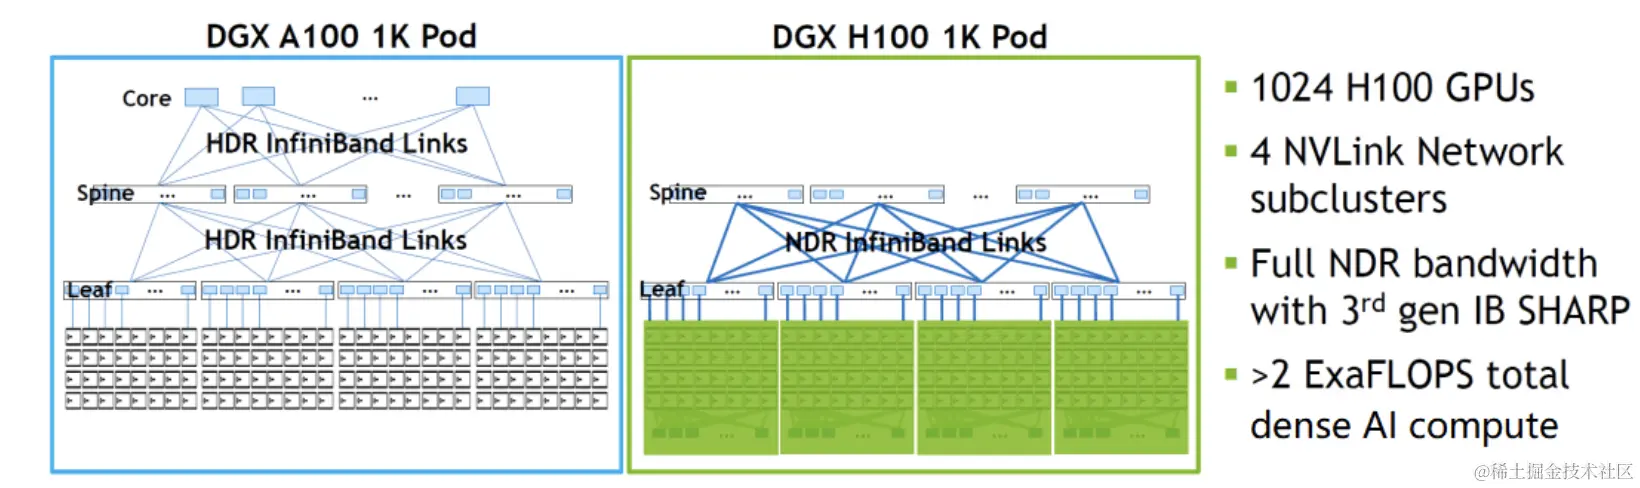 DGX A100 1K Pod
Core
...
HDR InfiniBand Links
Spine
...
...
...
...
HDR InfiniBand Links
Leaf
...
...
...
...
DGX H100 1K Pod
Spine
...
...
...
...
NDR InfiniBand Links
Leaf
...
...
...
...
...
...
...
...
1024 H100 GPUs
4 NVLink Network
subclusters
Full NDR bandwidth
with 3rd gen IB SHARP
>2 ExaFLOPS total
dense AI compute
@稀土掘金技术社区